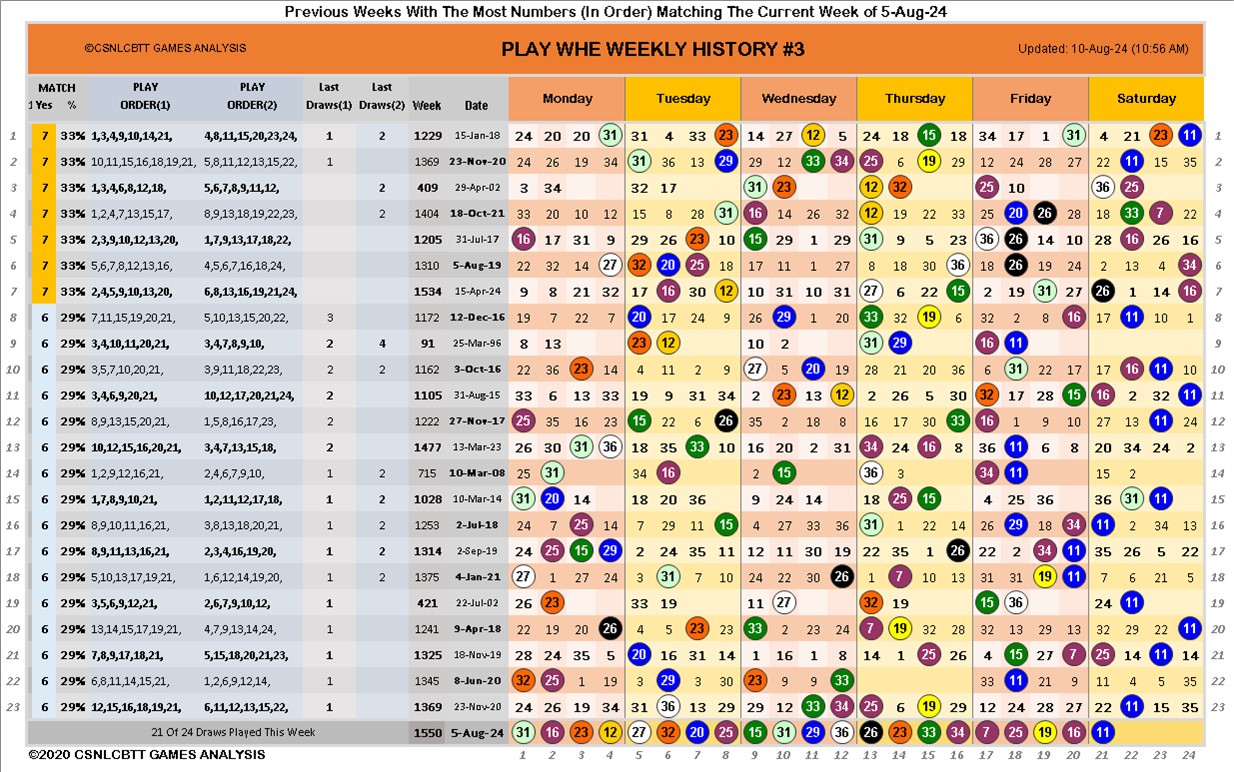 Previous Weeks With The Most Numbers (In Order) Matching The Current Week of 5-Aug-24
©CSNLCBTT GAMES ANALYSIS PLAY WHE WEEKLY HISTORY #3 Updated: 10-Aug-24 (10:56 AM)
MATCH PLAY PLAY Last Last
1 Yes % ORDER(1) ORDER(2) Draws(1) Draws(2) Week Date Monday Tuesday Wednesday Thursday Friday Saturday
1 7 33% 1,3,4,9,10,14,21, 4,8,11,15,20,23,24, 1 2 1229 15-Jan-18 24 20 20 31 31 4 33 23 14 27 12 5 24 18 15 18 34 17 1 31 4 21 23 11 1
2 7 33% 10,11,15,16,18,19,21, 5,8,11,12,13,15,22, 1 1369 23-Nov-20 24 26 19 34 31 36 13 29 29 12 33 34 25 6 19 29 12 24 28 27 22 11 15 35 2
3 7 33% 1,3,4,6,8,12,18, 5,6,7,8,9,11,12, 2 409 29-Apr-02 3 34 32 17 31 23 12 32 25 10 36 25 3
4 7 33% 1,2,4,7,13,15,17, 8,9,13,18,19,22,23, 2 1404 18-Oct-21 33 20 10 12 15 8 28 31 16 14 26 32 12 19 22 33 25 20 26 28 18 33 7 22 4
5 7 33% 2,3,9,10,12,13,20, 1,7,9,13,17,18,22, 1205 31-Jul-17 16 17 31 9 29 26 23 10 15 29 1 29 31 9 5 23 36 26 14 10 28 16 26 16 5
6 7 33% 5,6,7,8,12,13,16, 4,5,6,7,16,18,24, 1310 5-Aug-19 22 32 14 27 32 20 25 18 17 11 1 27 8 18 30 36 18 26 19 24 2 13 4 34 6
7 7 33% 2,4,5,9,10,13,20, 6,8,13,16,19,21,24, 1534 15-Apr-24 9 8 21 32 17 16 30 12 10 31 10 31 27 6 22 15 2 19 31 27 26 1 14 16 7
8 6 29% 7,11,15,19,20,21, 5,10,13,15,20,22, 3 1172 12-Dec-16 19 7 22 7 20 17 24 9 26 29 1 20 33 32 19 6 32 2 8 16 17 11 10 1 8
9 6 29% 3,4,10,11,20,21, 3,4,7,8,9,10, 2 4 91 25-Mar-96 8 13 23 12 10 2 31 29 16 11 9
10 6 29% 3,5,7,10,20,21, 3,9,11,18,22,23, 2 2 1162 3-Oct-16 22 36 23 14 4 11 2 9 27 5 20 19 28 21 20 36 6 31 22 17 22 16 11 10 10
11 6 29% 3,4,6,9,20,21, 10,12,17,20,21,24, 2 1105 31-Aug-15 33 6 13 33 19 9 31 34 2 23 13 12 2 26 5 30 32 17 28 15 16 2 32 11 11
12 6 29% 8,9,13,15,20,21, 1,5,8,16,17,23, 2 1222 27-Nov-17 25 35 16 23 15 22 6 26 35 2 18 8 16 17 30 33 16 1 9 10 27 12 11 24 12
13 6 29% 10,12,15,16,20,21, 3,4,7,13,15,18, 2 1477 13-Mar-23 26 30 31 36 18 35 33 10 16 20 2 31 34 24 16 8 36 11 6 8 20 34 24 2 13
14 6 29% 1,2,9,12,16,21, 2,4,6,7,9,10, 1 2 715 10-Mar-08 25 31 34 16 2 15 36 3 34 11 15 2 14
15 6 29% 1,7,8,9,10,21, 1,2,11,12,17,18, 1 2 1028 10-Mar-14 31 20 14 18 20 36 9 24 14 18 25 15 4 25 36 36 31 11 15
16 6 29% 8,9,10,11,16,21, 3,8,13,18,20,21, 1 2 1253 2-Jul-18 24 7 25 14 7 29 11 15 4 27 33 36 31 1 22 14 26 29 18 34 11 2 34 13 16
17 6 29% 8,9,11,13,16,21, 2,3,4,16,19,20, 1 2 1314 2-Sep-19 24 25 15 29 2 24 35 11 12 11 30 19 22 35 1 26 22 2 34 11 35 26 5 22 17
18 6 29% 5,10,13,17,19,21, 1,6,12,14,19,20, 1 2 1375 4-Jan-21 27 1 27 24 3 31 7 10 24 22 30 26 1 7 10 13 31 31 19 11 7 6 21 5 18
19 6 29% 3,5,6,9,12,21, 2,6,7,9,10,12, 1 421 22-Jul-02 26 23 33 19 11 27 32 19 15 36 24 11 19
20 6 29% 13,14,15,17,19,21, 4,7,9,13,14,24, 1 1241 9-Apr-18 22 19 20 26 4 5 23 23 33 2 23 24 7 19 32 28 32 13 29 13 32 29 22 11 20
21 6 29% 7,8,9,17,18,21, 5,15,18,20,21,23, 1 1325 18-Nov-19 28 24 35 5 20 16 31 14 1 16 1 8 14 1 25 26 4 15 27 7 25 14 11 14 21
22 6 29% 6,8,11,14,15,21, 1,2,6,9,12,14, 1 1345 8-Jun-20 32 25 1 19 3 29 3 30 23 9 9 33 33 11 21 9 11 4 5 35 22
23 6 29% 12,15,16,18,19,21, 6,11,12,13,15,22, 1 1369 23-Nov-20 24 26 19 34 31 36 13 29 29 12 33 34 25 6 19 29 12 24 28 27 22 11 15 35 23
21 Of 24 Draws Played This Week 1550 5-Aug-24 31 16 23 12 27 32 20 25 15 31 29 36 26 23 33 34 7 25 19 16 11
©2020 CSNLCBTT GAMES ANALYSIS 1 2 3 4 5 6 7 8 9 10 11 12 13 14 15 16 17 18 19 20 21 22 23 24